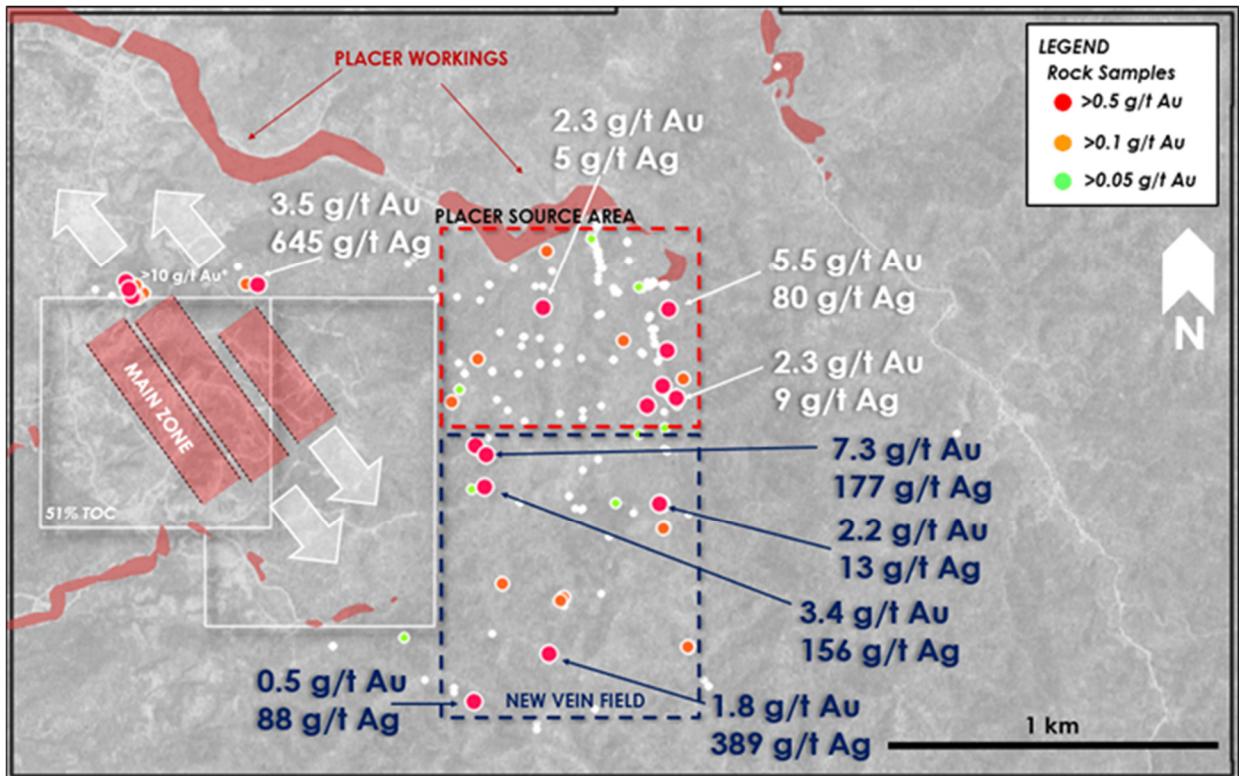 PLACER WORKINGS
LEGEND
Rock Samples
>0.5 g/t Au
>0.1 g/t Au
>0.05 g/t Au
2.3 g/t Au
5 g/t Ag
3.5 g/t Au
645 g/t Ag
PLACER SOURCE AREA
>10 g/t Au*
5.5 g/t Au
80 g/t Ag
N
MAIN ZONE
2.3 g/t Au
9 g/t Ag
7.3 g/t Au
177 g/t Ag
51% TOC
2.2 g/t Au
13 g/t Ag
3.4 g/t Au
156 g/t Ag
0.5 g/t Au
88 g/t Ag
NEW VEIN FIELD
1.8 g/t Au
389 g/t Ag
1 km